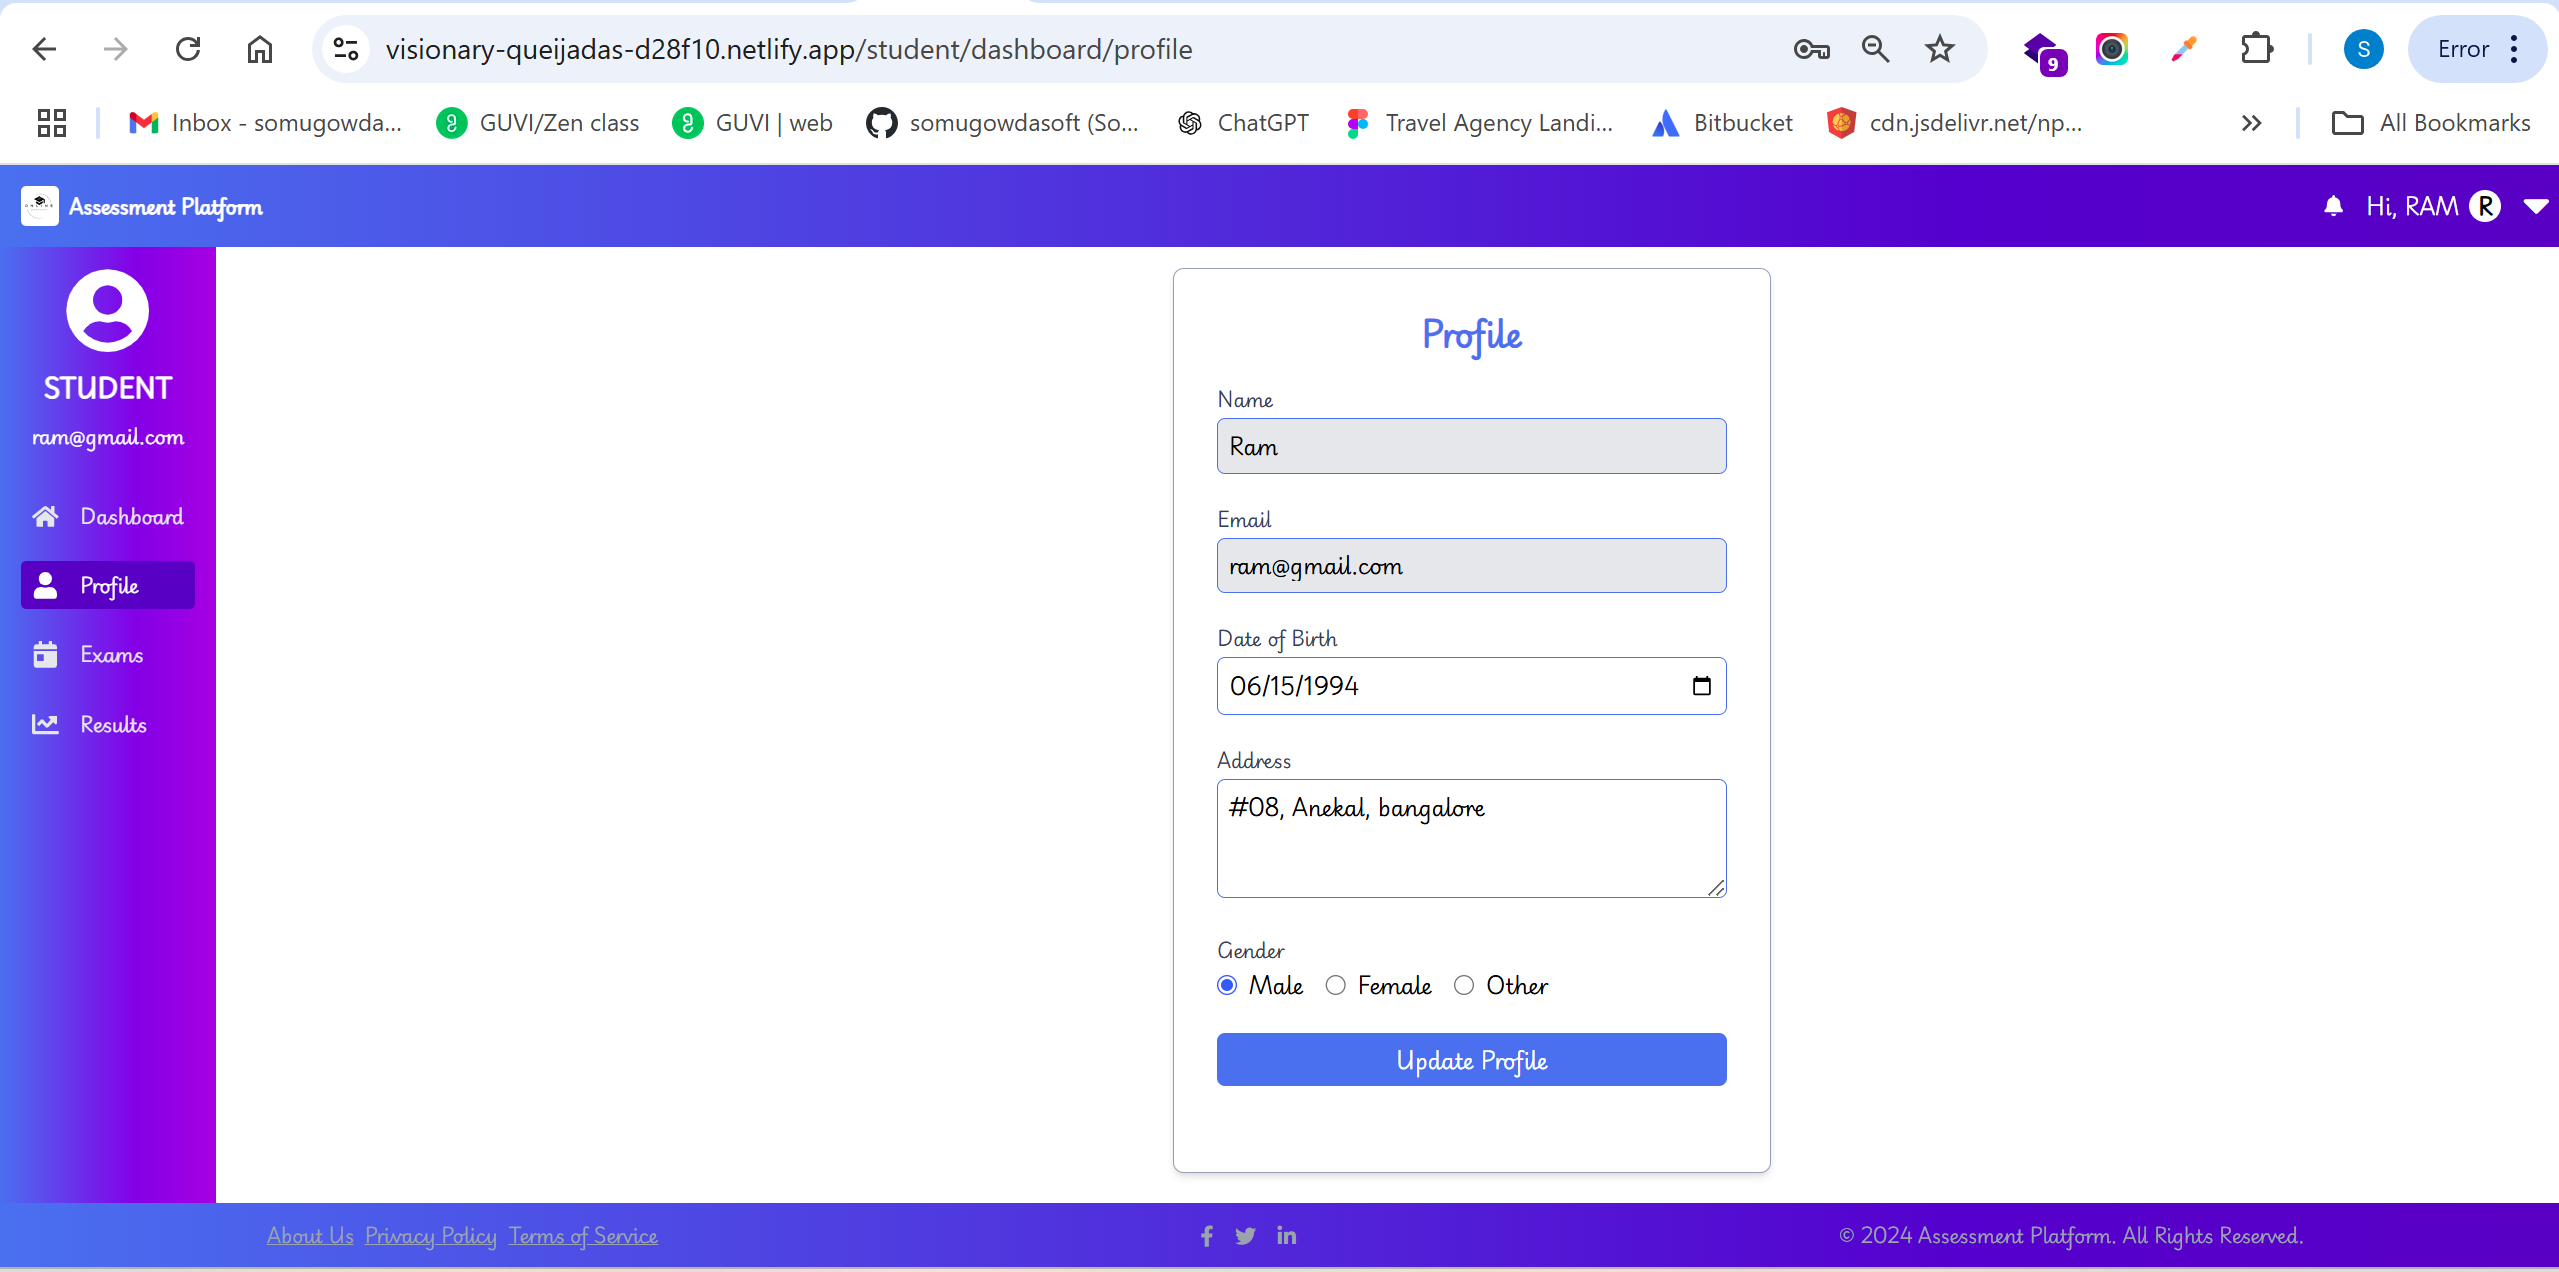 visionary-queijadas-d28f10.netlify.app/student/dashboard/profile
9
S
Error
Inbox - somugowda...
GUVI/Zen class
GUVI | web
somugowdasoft (So...
ChatGPT
Travel Agency Landi...
Bitbucket
cdn.jsdelivr.net/np...
All Bookmarks
Assessment Platform
Hi, RAM R
STUDENT
ram@gmail.com
Dashboard
Profile
Exams
Results
Profile
Name
Ram
Email
ram@gmail.com
Date of Birth
06/15/1994
Address
#08, Anekal, bangalore
Gender
Male Female Other
Update Profile
About Us Privacy Policy Terms of Service
© 2024 Assessment Platform. All Rights Reserved.